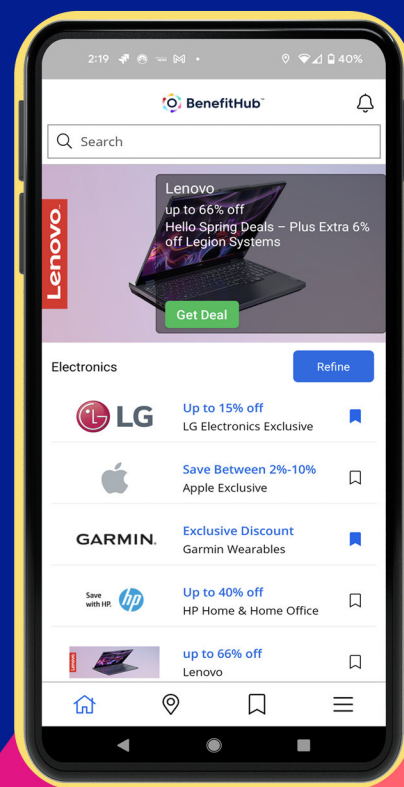 2:19
40%
BenefitHub™
Search
Lenovo
Lenovo.
up to 66% off
Hello Spring Deals – Plus Extra 6%
off Legion Systems
Get Deal
Electronics
Refine
LG
Up to 15% off
LG Electronics Exclusive
Save Between 2%-10%
Apple Exclusive
GARMIN.
Exclusive Discount
Garmin Wearables
Save
with HP.
hp
Up to 40% off
HP Home & Home Office
up to 66% off
Lenovo